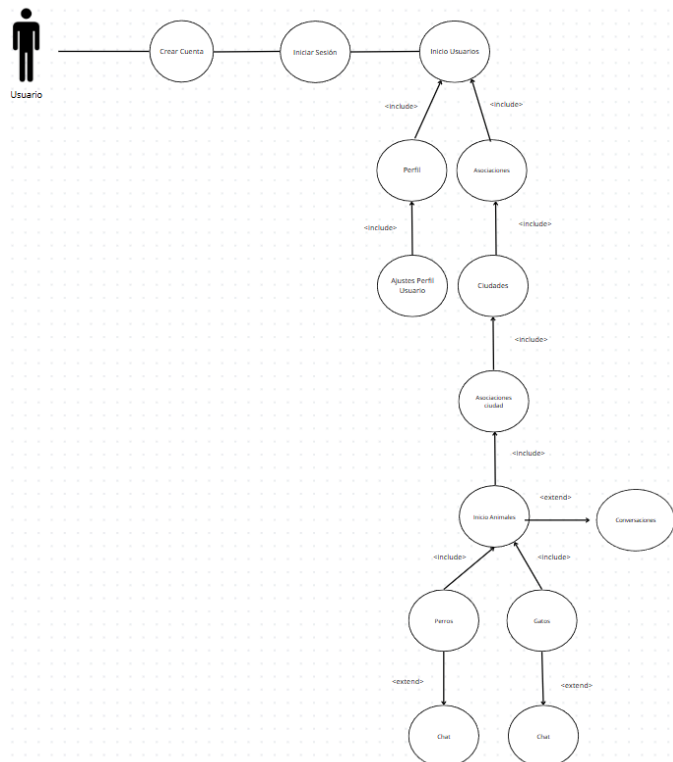 Crear Cuenta
Iniciar Sesión
Inicio Usuarios
Usuario
<include>
<include>
Perfil
Asociaciones
<include>
<include>
Ajustes Perfil
Usuario
Ciudades
<include>
Asociaciones
ciudad
<include>
Inicio Animales
<extend>
Conversaciones
<include>
<include>
Perros
Gatos
<extend>
<extend>
Chat
Chat